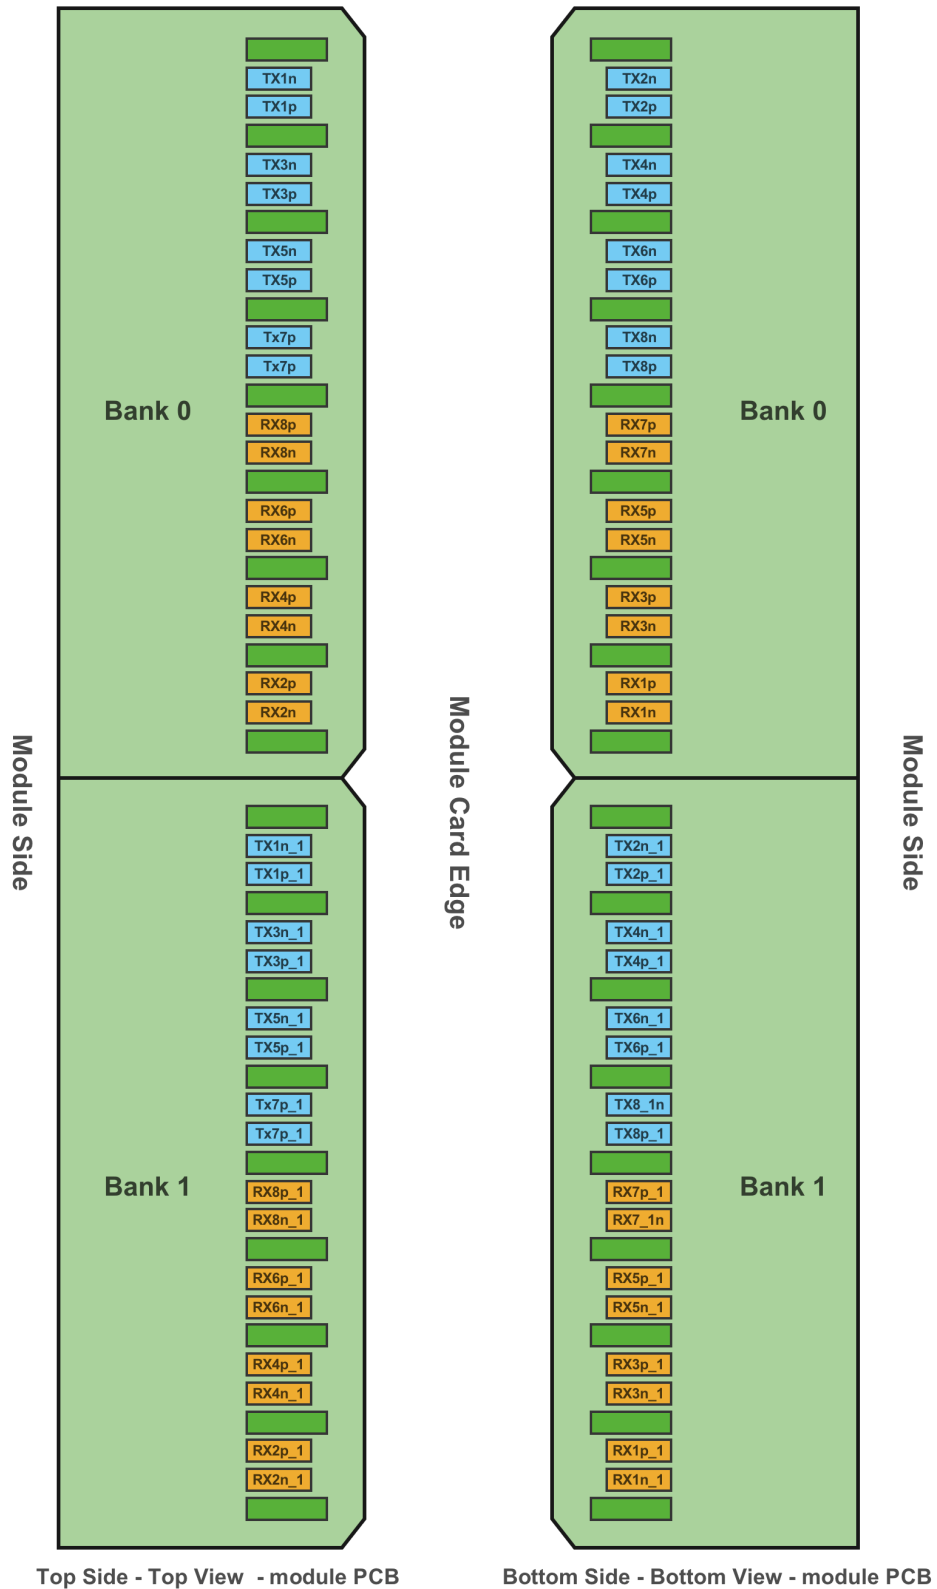 TX1n
TX1p
TX3n
TX3p
TX5n
TX5p
Tx7p
Tx7p
Bank 0
RX8p
RX8n
RX6p
RX6n
RX4p
RX4n
RX2p
RX2n
TX2n
TX2p
TX4n
TX4p
TX6n
TX6p
TX8n
TX8p
Bank 0
RX7p
RX7n
RX5p
RX5n
RX3p
RX3n
RX1p
RX1n
Module Side
Module Card Edge
Module Side
TX1n_1
TX1p_1
TX3n_1
TX3p_1
TX5n_1
TX5p_1
Tx7p_1
Tx7p_1
Bank 1
RX8p_1
RX8n_1
RX6p_1
RX6n_1
RX4p_1
RX4n_1
RX2p_1
RX2n_1
TX2n_1
TX2p_1
TX4n_1
TX4p_1
TX6n_1
TX6p_1
TX8_1n
TX8p_1
Bank 1
RX7p_1
RX7_1n
RX5p_1
RX5n_1
RX3p_1
RX3n_1
RX1p_1
RX1n_1
Top Side - Top View - module PCB
Bottom Side - Bottom View - module PCB